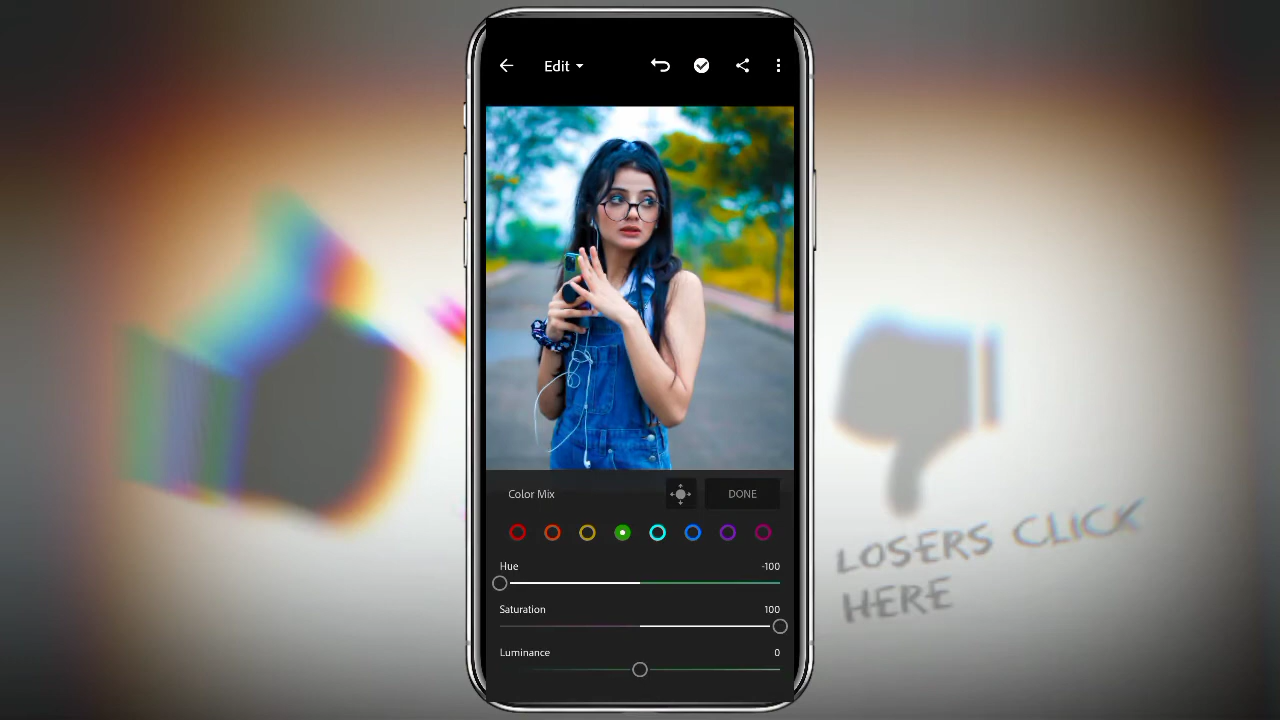 Edit
Color Mix
DONE
Hue -100
Saturation 100
Luminance 0
LOSERS CLICK
HERE